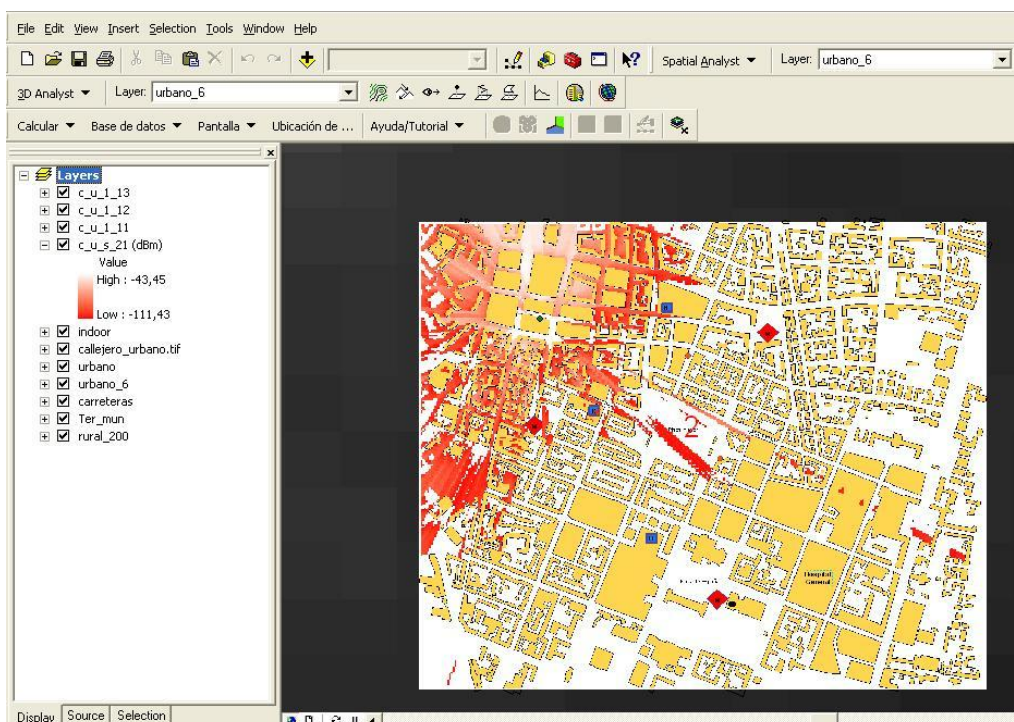 File Edit View Insert Selection Tools Window Help
Spatial Analyst Layer: urbano_6
3D Analyst Layer: urbano_6
Calcular Base de datos Pantalla Ubicación de ... Ayuda/Tutorial
Layers
c_u_1_13
c_u_1_12
c_u_1_11
c_u_s_21 (dBm)
Value
High : -43,45
Low : -111,43
indoor
callejero_urbano.tif
urbano
urbano_6
carreteras
Ter_mun
rural_200
2
Hospital
General
Display Source Selection